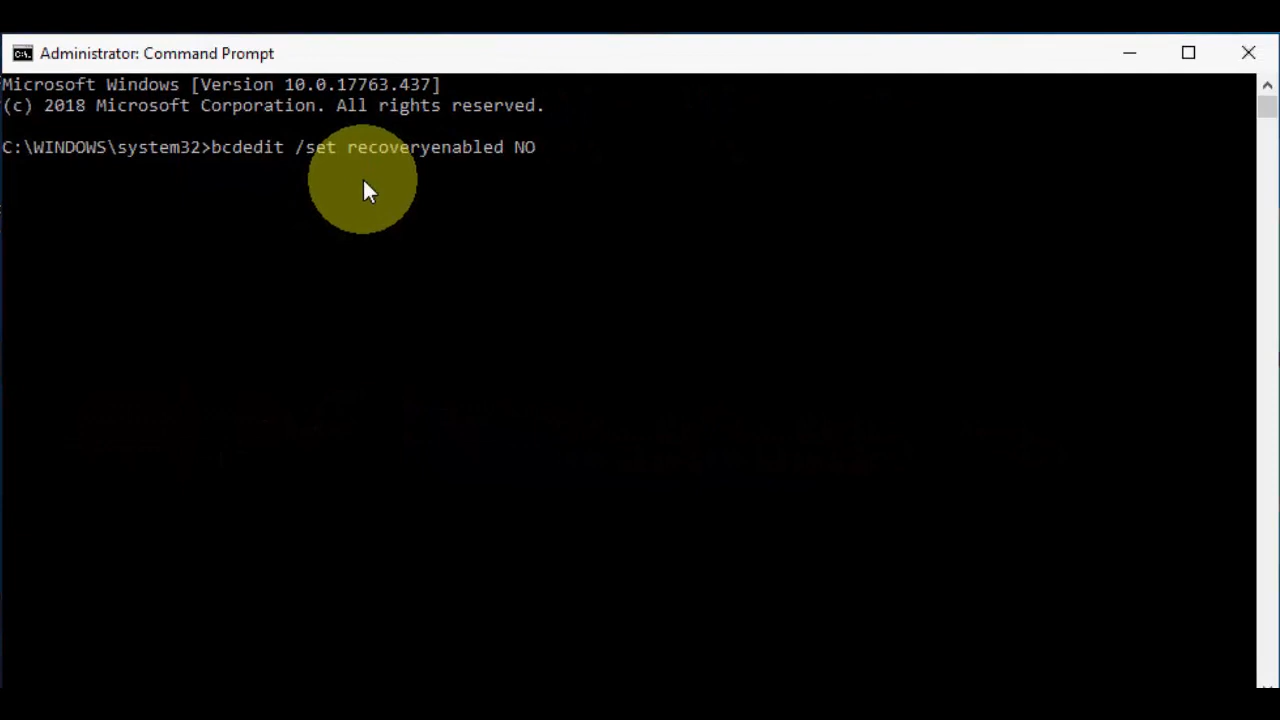 Administrator: Command Prompt
Microsoft Windows [Version 10.0.17763.437]
(c) 2018 Microsoft Corporation. All rights reserved.
C:\WINDOWS\system32>bcdedit /set recoveryenabled NO